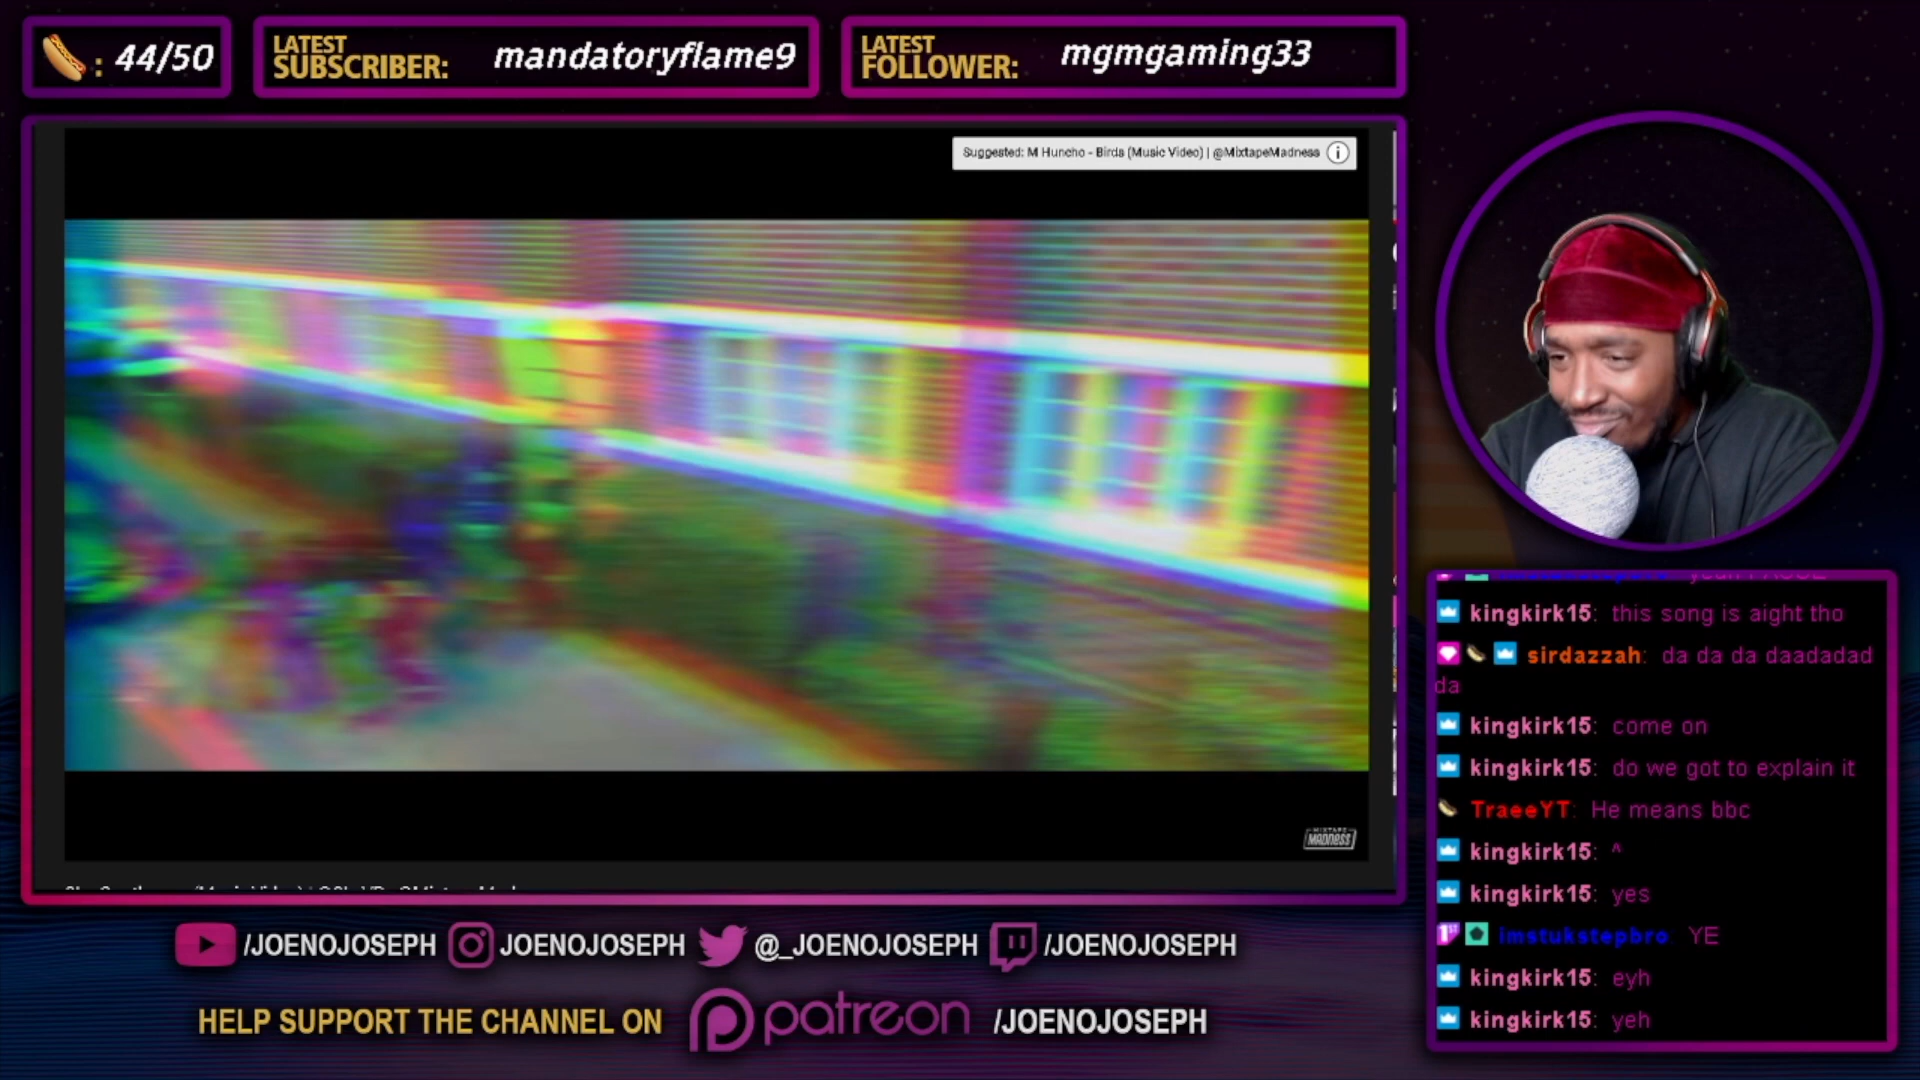 : 44/50
LATEST
SUBSCRIBER:
mandatoryflame9
LATEST
FOLLOWER:
mgmgaming33
Suggested: M Huncho - Birds (Music Video) | @MixtapeMadness
MIXTAPE
MADNESS
kingkirk15: this song is aight tho
sirdazzah: da da da daadadad
da
kingkirk15: come on
kingkirk15: do we got to explain it
TraeeYT: He means bbc
kingkirk15: ^
kingkirk15: yes
imstukstepbro YE
kingkirk15: eyh
kingkirk15: yeh
/JOENOJOSEPH JOENOJOSEPH @_JOENOJOSEPH /JOENOJOSEPH
HELP SUPPORT THE CHANNEL ON patreon /JOENOJOSEPH